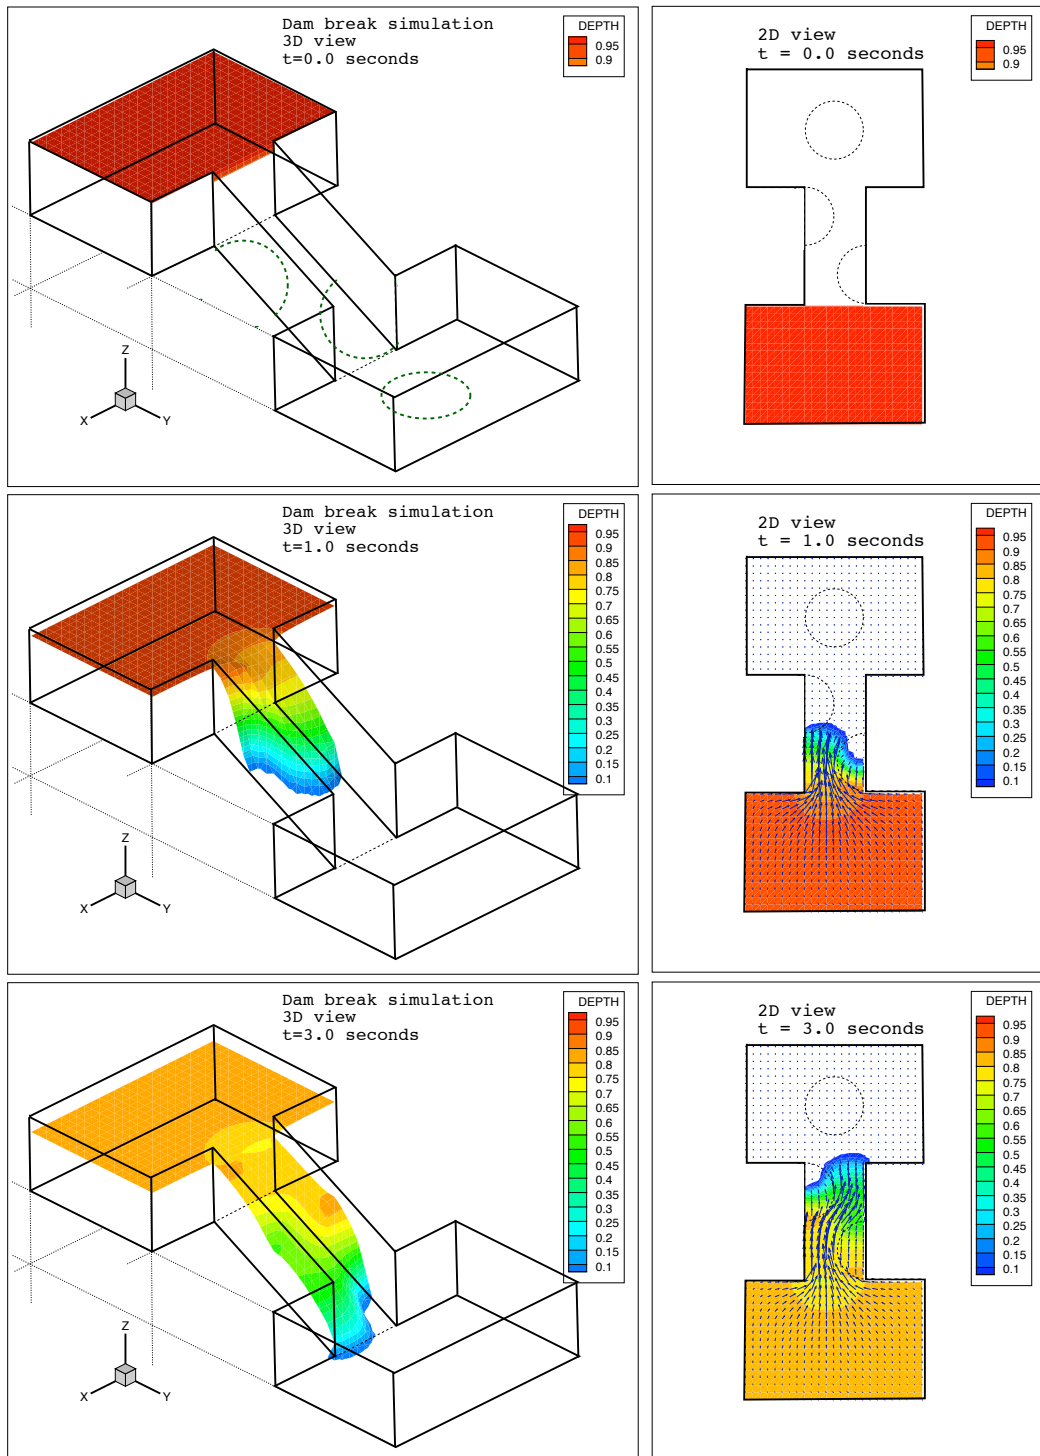 Dam break simulation
3D view
t=0.0 seconds
DEPTH
0.95
0.9
Z
X
Y
2D view
t = 0.0 seconds
DEPTH
0.95
0.9
Dam break simulation
3D view
t=1.0 seconds
DEPTH
0.95
0.9
0.85
0.8
0.75
0.7
0.65
0.6
0.55
0.5
0.45
0.4
0.35
0.3
0.25
0.2
0.15
0.1
Z
X
Y
2D view
t = 1.0 seconds
DEPTH
0.95
0.9
0.85
0.8
0.75
0.7
0.65
0.6
0.55
0.5
0.45
0.4
0.35
0.3
0.25
0.2
0.15
0.1
Dam break simulation
3D view
t=3.0 seconds
DEPTH
0.95
0.9
0.85
0.8
0.75
0.7
0.65
0.6
0.55
0.5
0.45
0.4
0.35
0.3
0.25
0.2
0.15
0.1
Z
X
Y
2D view
t = 3.0 seconds
DEPTH
0.95
0.9
0.85
0.8
0.75
0.7
0.65
0.6
0.55
0.5
0.45
0.4
0.35
0.3
0.25
0.2
0.15
0.1